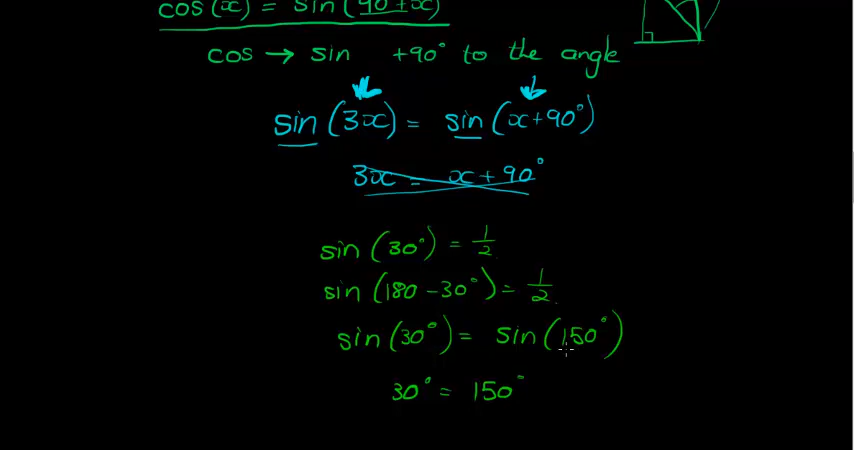 cos(x) = sin(90+x)
cos → sin +90° to the angle
sin(3x) = sin(x+90°)
3x = x + 90°
sin(30°) = 1/2
sin(180 - 30°) = 1/2
sin(30°) = sin(150°)
30° = 150°